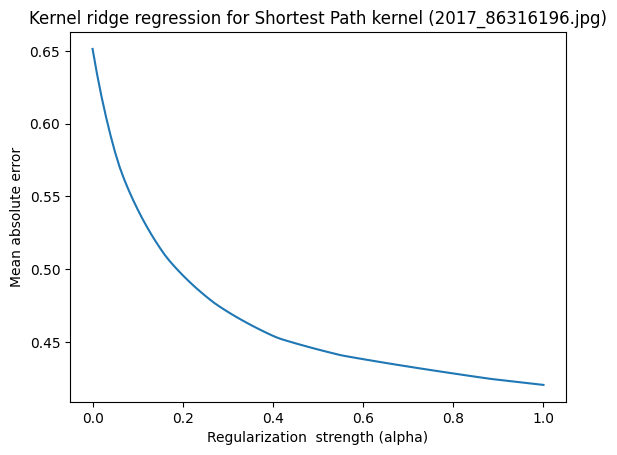 Kernel ridge regression for Shortest Path kernel (2017_86316196.jpg)
Mean absolute error
0.65
0.60
0.55
0.50
0.45
0.0 0.2 0.4 0.6 0.8 1.0
Regularization  strength (alpha)